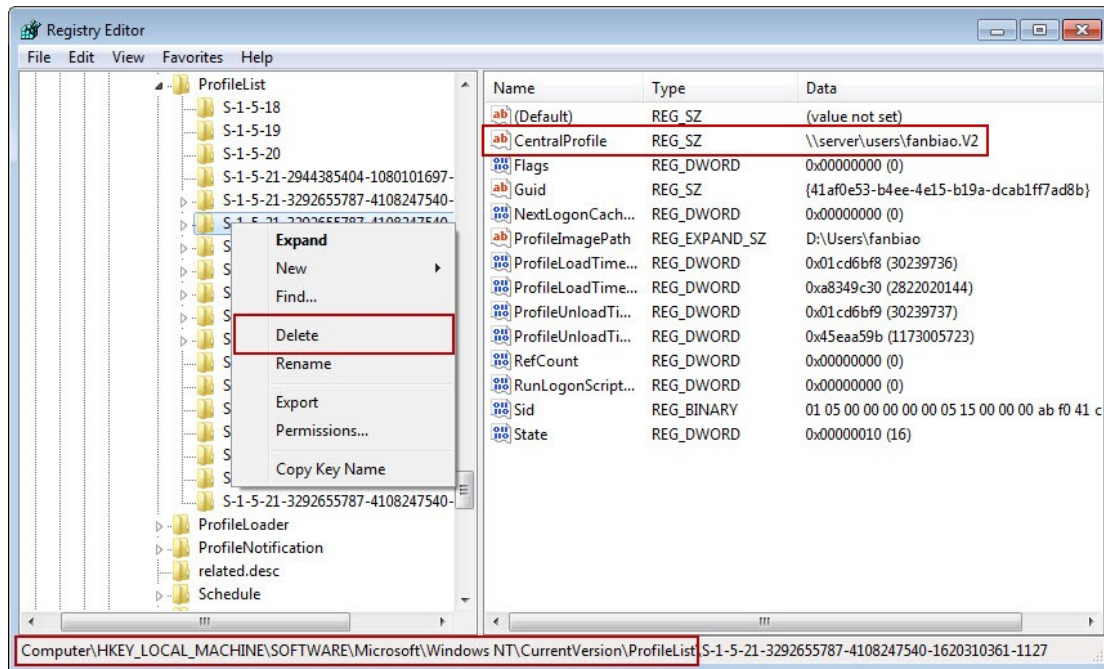 Registry Editor
File Edit View Favorites Help
ProfileList
S-1-5-18
S-1-5-19
S-1-5-20
S-1-5-21-2944385404-1080101697-
S-1-5-21-3292655787-4108247540-
S-1-5-21-3292655787-4108247540-
S
S
S
S
S
S
S
S
S
S
S
S-1-5-21-3292655787-4108247540-
ProfileLoader
ProfileNotification
related.desc
Schedule
Expand
New
Find...
Delete
Rename
Export
Permissions...
Copy Key Name
Name Type Data
(Default) REG_SZ (value not set)
CentralProfile REG_SZ \\server\users\fanbiao.V2
Flags REG_DWORD 0x00000000 (0)
Guid REG_SZ {41af0e53-b4ee-4e15-b19a-dcab1ff7ad8b}
NextLogonCach... REG_DWORD 0x00000000 (0)
ProfileImagePath REG_EXPAND_SZ D:\Users\fanbiao
ProfileLoadTime... REG_DWORD 0x01cd6bf8 (30239736)
ProfileLoadTime... REG_DWORD 0xa8349c30 (2822020144)
ProfileUnloadTi... REG_DWORD 0x01cd6bf9 (30239737)
ProfileUnloadTi... REG_DWORD 0x45eaa59b (1173005723)
RefCount REG_DWORD 0x00000000 (0)
RunLogonScript... REG_DWORD 0x00000000 (0)
Sid REG_BINARY 01 05 00 00 00 00 00 05 15 00 00 00 ab f0 41 c
State REG_DWORD 0x00000010 (16)
Computer\HKEY_LOCAL_MACHINE\SOFTWARE\Microsoft\Windows NT\CurrentVersion\ProfileList\S-1-5-21-3292655787-4108247540-1620310361-1127